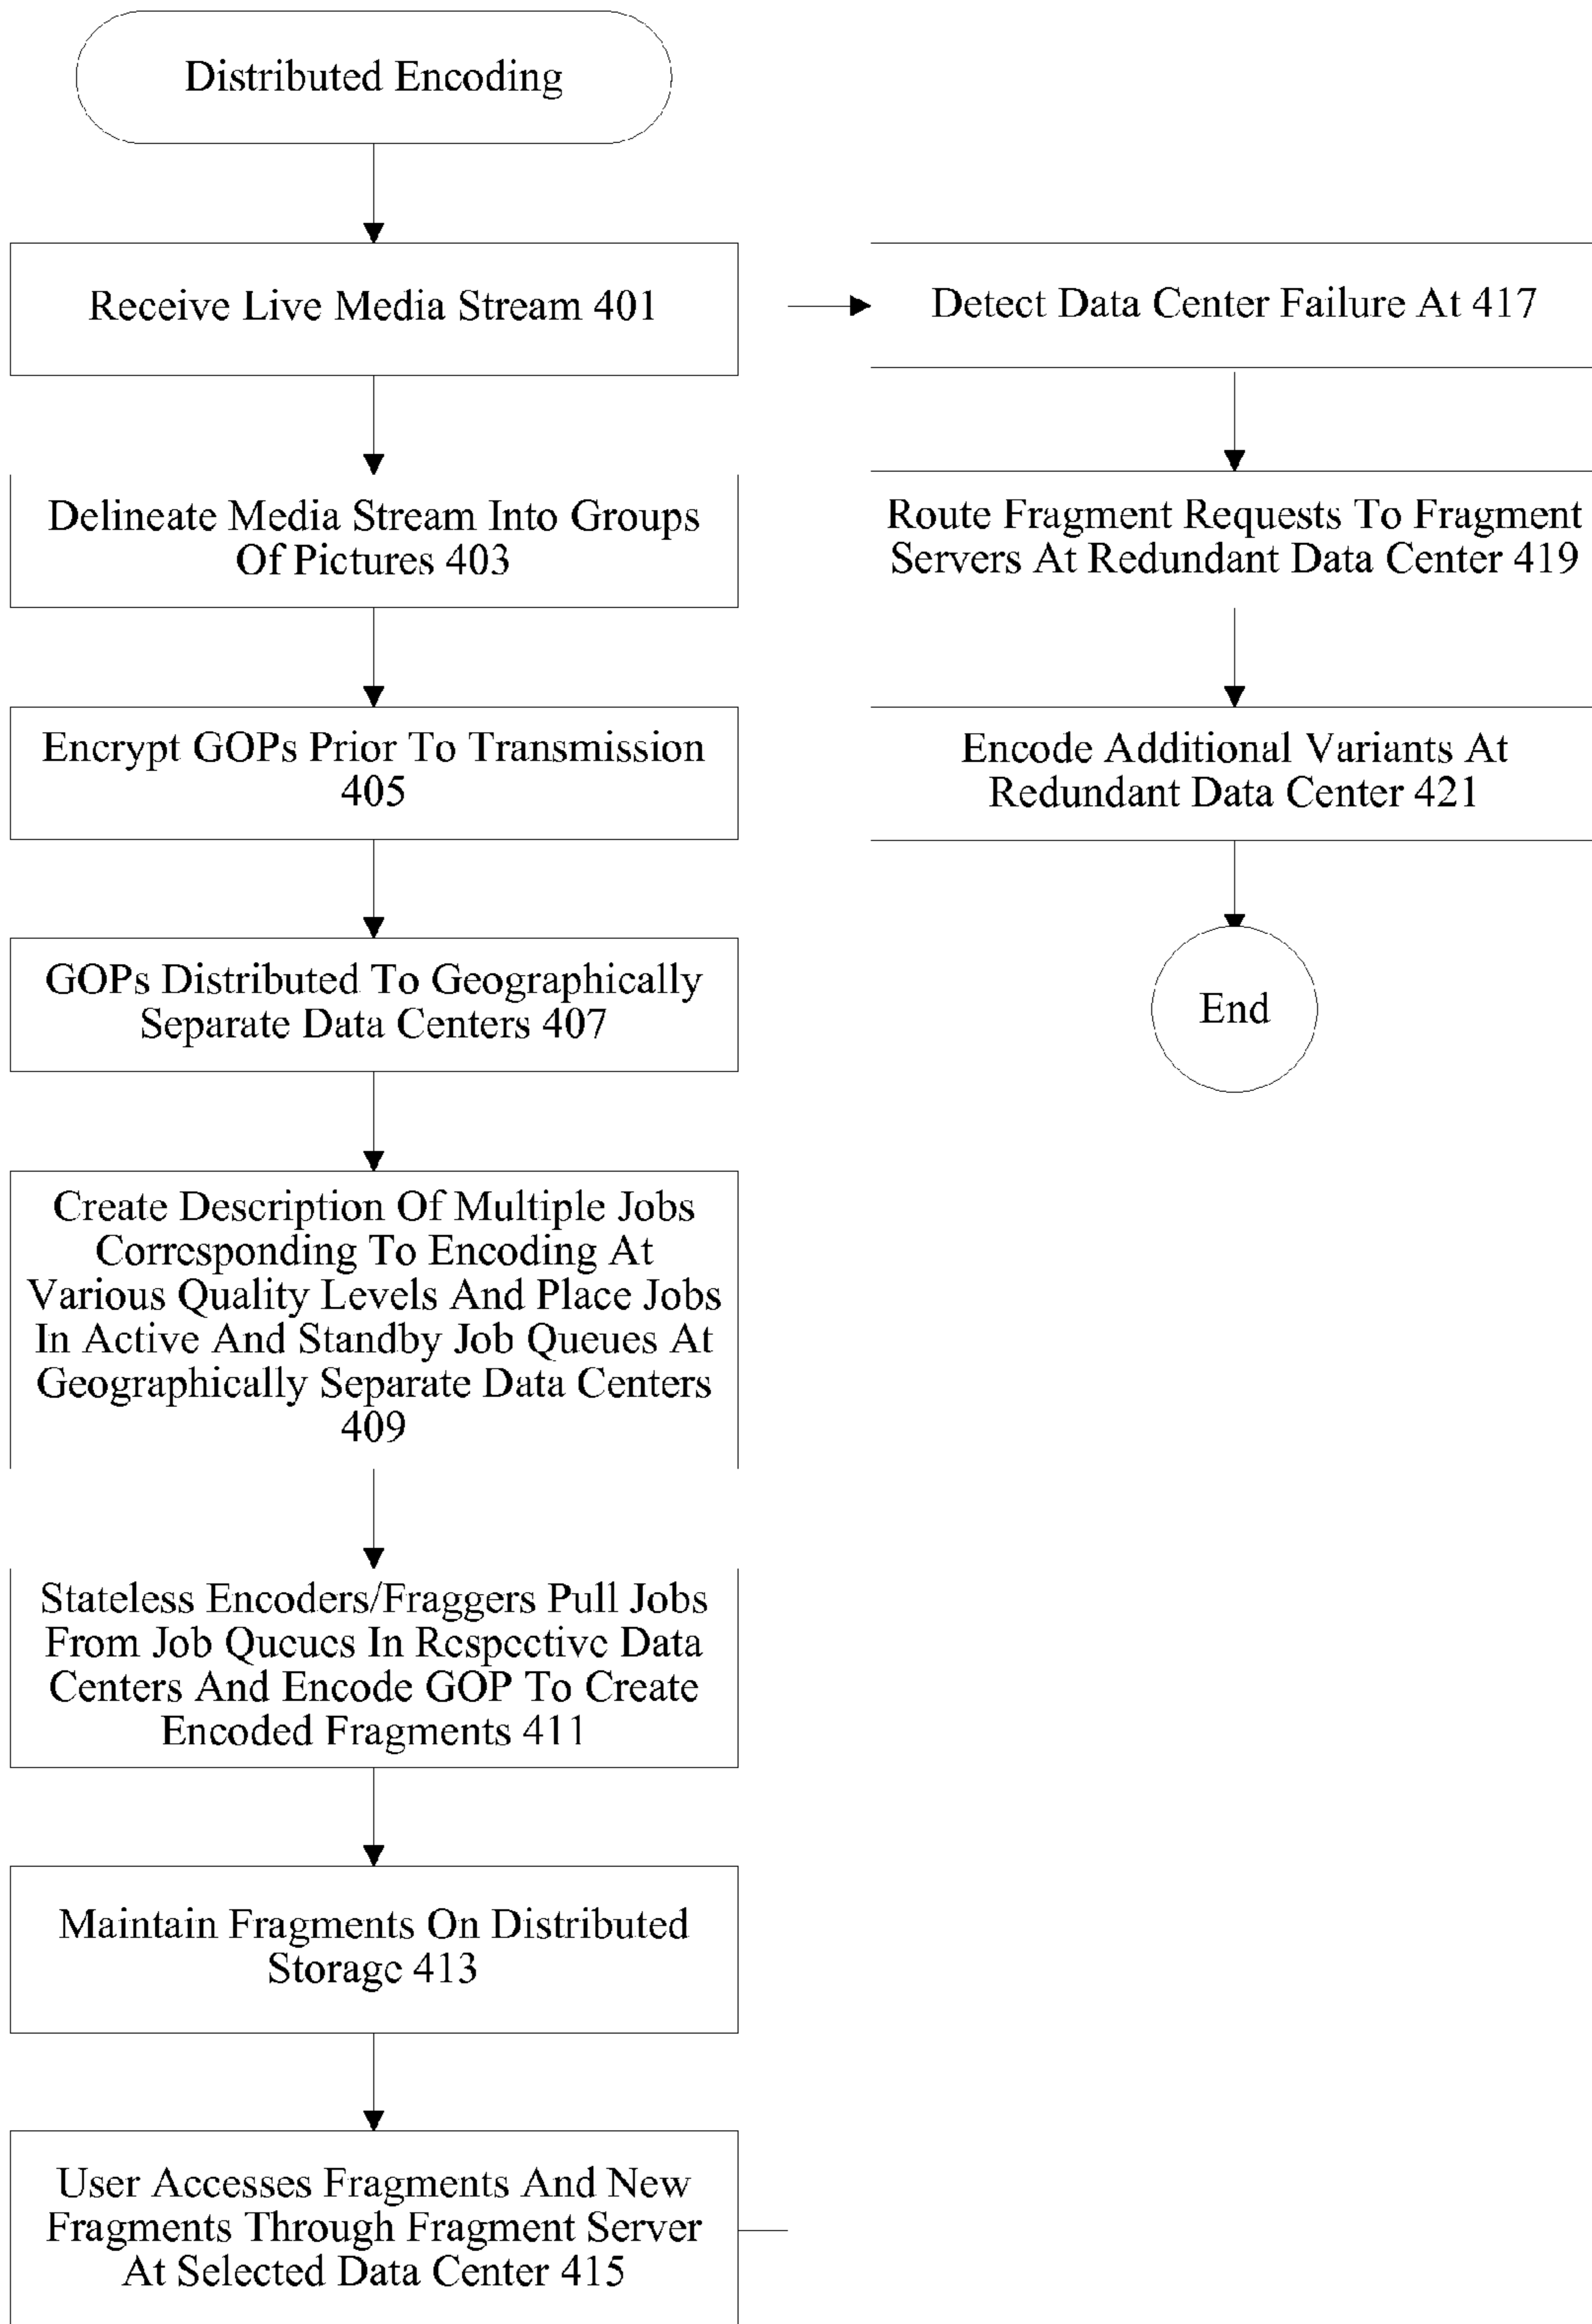 Distributed Encoding
Receive Live Media Stream 401
Delineate Media Stream Into Groups
Of Pictures 403
Encrypt GOPs Prior To Transmission
405
GOPs Distributed To Geographically
Separate Data Centers 407
Create Description Of Multiple Jobs
Corresponding To Encoding At
Various Quality Levels And Place Jobs
In Active And Standby Job Queues At
Geographically Separate Data Centers
409
Stateless Encoders/Fraggers Pull Jobs
From Job Queues In Respective Data
Centers And Encode GOP To Create
Encoded Fragments 411
Maintain Fragments On Distributed
Storage 413
User Accesses Fragments And New
Fragments Through Fragment Server
At Selected Data Center 415
Detect Data Center Failure At 417
Route Fragment Requests To Fragment
Servers At Redundant Data Center 419
Encode Additional Variants At
Redundant Data Center 421
End